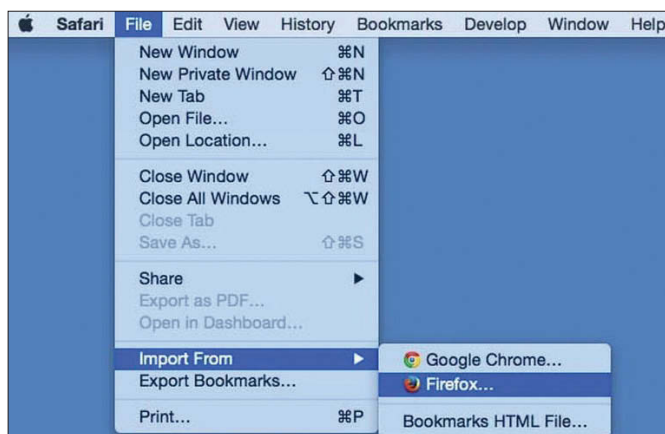 Safari File Edit View History Bookmarks Develop Window Help
New Window ⌘N
New Private Window ⇧⌘N
New Tab ⌘T
Open File... ⌘O
Open Location... ⌘L
Close Window ⇧⌘W
Close All Windows ⌥⇧⌘W
Close Tab
Save As... ⇧⌘S
Share ▶
Export as PDF...
Open in Dashboard...
Import From ▶
Google Chrome...
Export Bookmarks...
Firefox...
Print... ⌘P
Bookmarks HTML File...